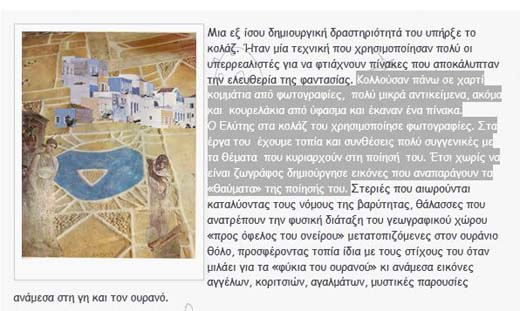 Μια εξ ίσου δημιουργική δραστηριότητά του υπήρξε το
κολάζ. Ήταν μία τεχνική που χρησιμοποίησαν πολύ οι
υπερρεαλιστές για να φτιάχνουν πίνακες που αποκάλυπταν
την ελευθερία της φαντασίας. Κολλούσαν πάνω σε χαρτί
κομμάτια από φωτογραφίες, πολύ μικρά αντικείμενα, ακόμα
και κουρελάκια από ύφασμα και έκαναν ένα πίνακα.
Ο Ελύτης στα κολάζ του χρησιμοποίησε φωτογραφίες. Στα
έργα του έχουμε τοπία και συνθέσεις πολύ συγγενικές με
τα θέματα που κυριαρχούν στη ποίησή του. Έτσι χωρίς να
είναι ζωγράφος δημιούργησε εικόνες που αναπαράγουν τα
«θαύματα» της ποίησής του. Στεριές που αιωρούνται
καταλύοντας τους νόμους της βαρύτητας, θάλασσες που
ανατρέπουν την φυσική διάταξη του γεωγραφικού χώρου
«προς όφελος του ονείρου» μετατοπιζόμενες στον ουράνιο
θόλο, προσφέροντας τοπία ίδια με τους στίχους του όταν
μιλάει για τα «φύκια του ουρανού» κι ανάμεσα εικόνες
αγγέλων, κοριτσιών, αγαλμάτων, μυστικές παρουσίες
ανάμεσα στη γη και τον ουρανό.